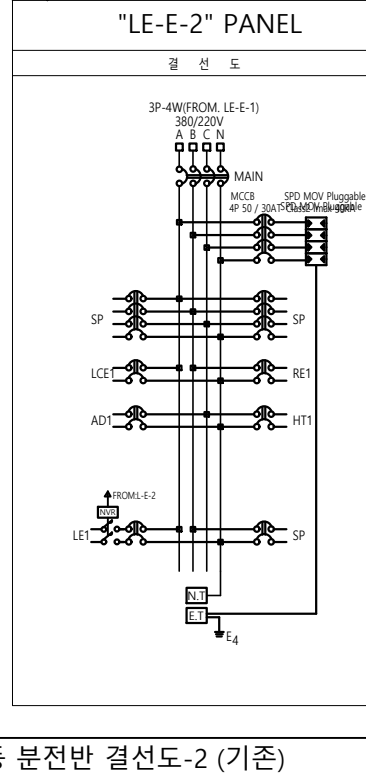 "LE-E-2" PANEL
결 선 도
3P-4W(FROM. LE-E-1)
380/220V
A B C N
MAIN
MCCB SPD MOV Pluggable
4P 50 / 30AT
SP SP
LCE1 RE1
AD1 HT1
FROM:L-E-2
NVR
LE1 SP
N.T
E.T
E4
분전반 결선도-2 (기존)